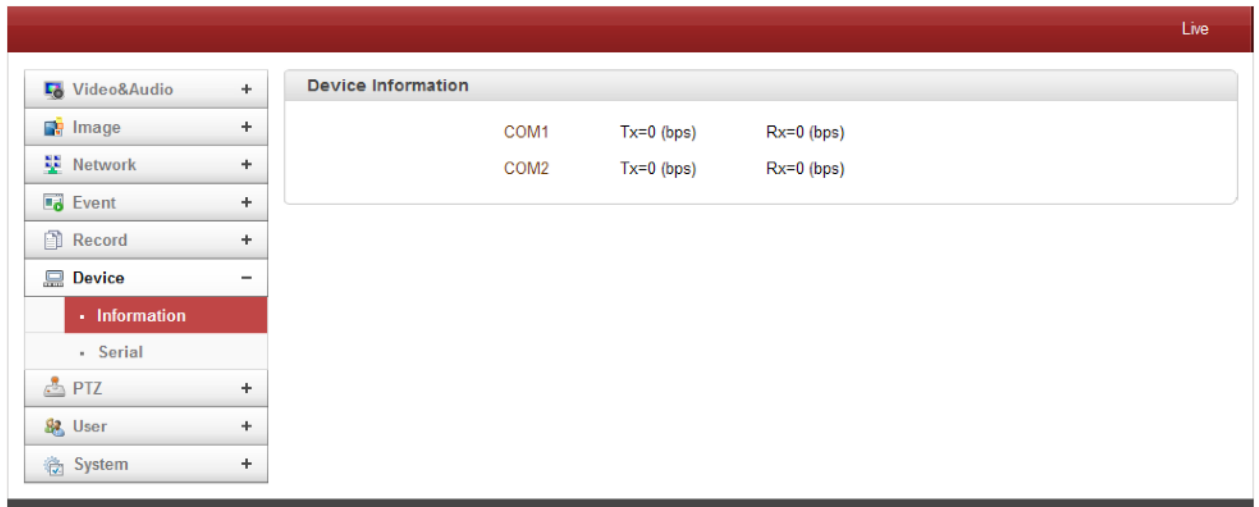 Live
Video&Audio +
Image +
Network +
Event +
Record +
Device −
Information
Serial
PTZ +
User +
System +
Device Information
COM1 Tx=0 (bps) Rx=0 (bps)
COM2 Tx=0 (bps) Rx=0 (bps)